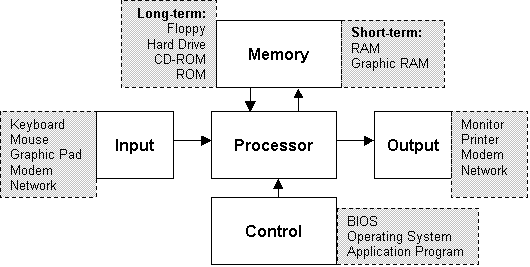 Long-term:
Floppy
Hard Drive
CD-ROM
ROM
Memory
Short-term:
RAM
Graphic RAM
Keyboard
Mouse
Graphic Pad
Modem
Network
Input
Processor
Output
Monitor
Printer
Modem
Network
Control
BIOS
Operating System
Application Program